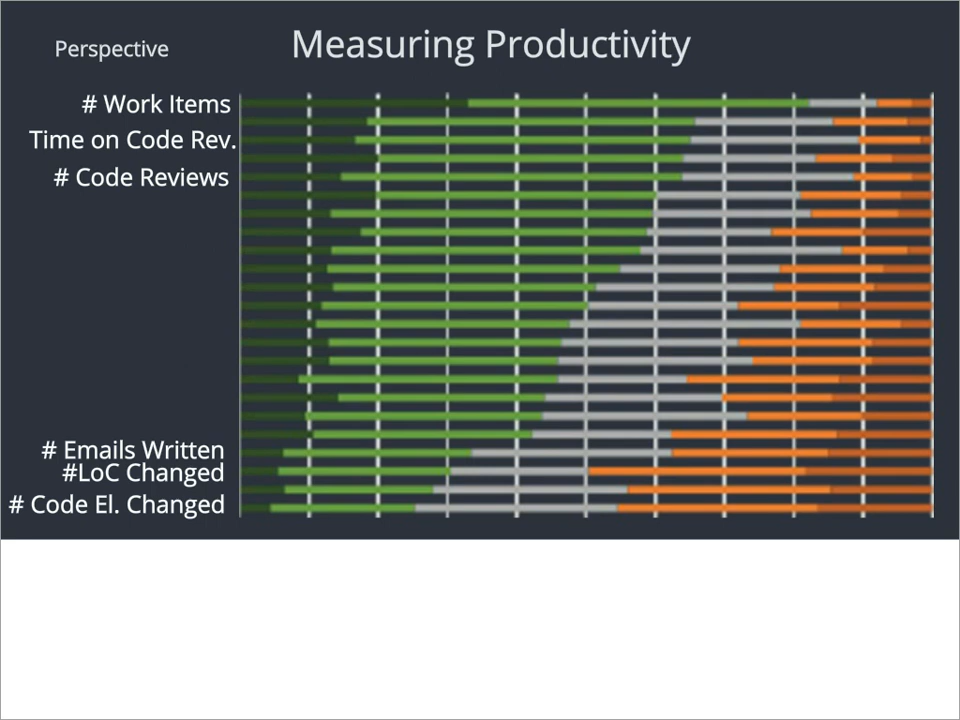 Perspective
Measuring Productivity
# Work Items
Time on Code Rev.
# Code Reviews
# Emails Written
#LoC Changed
# Code El. Changed